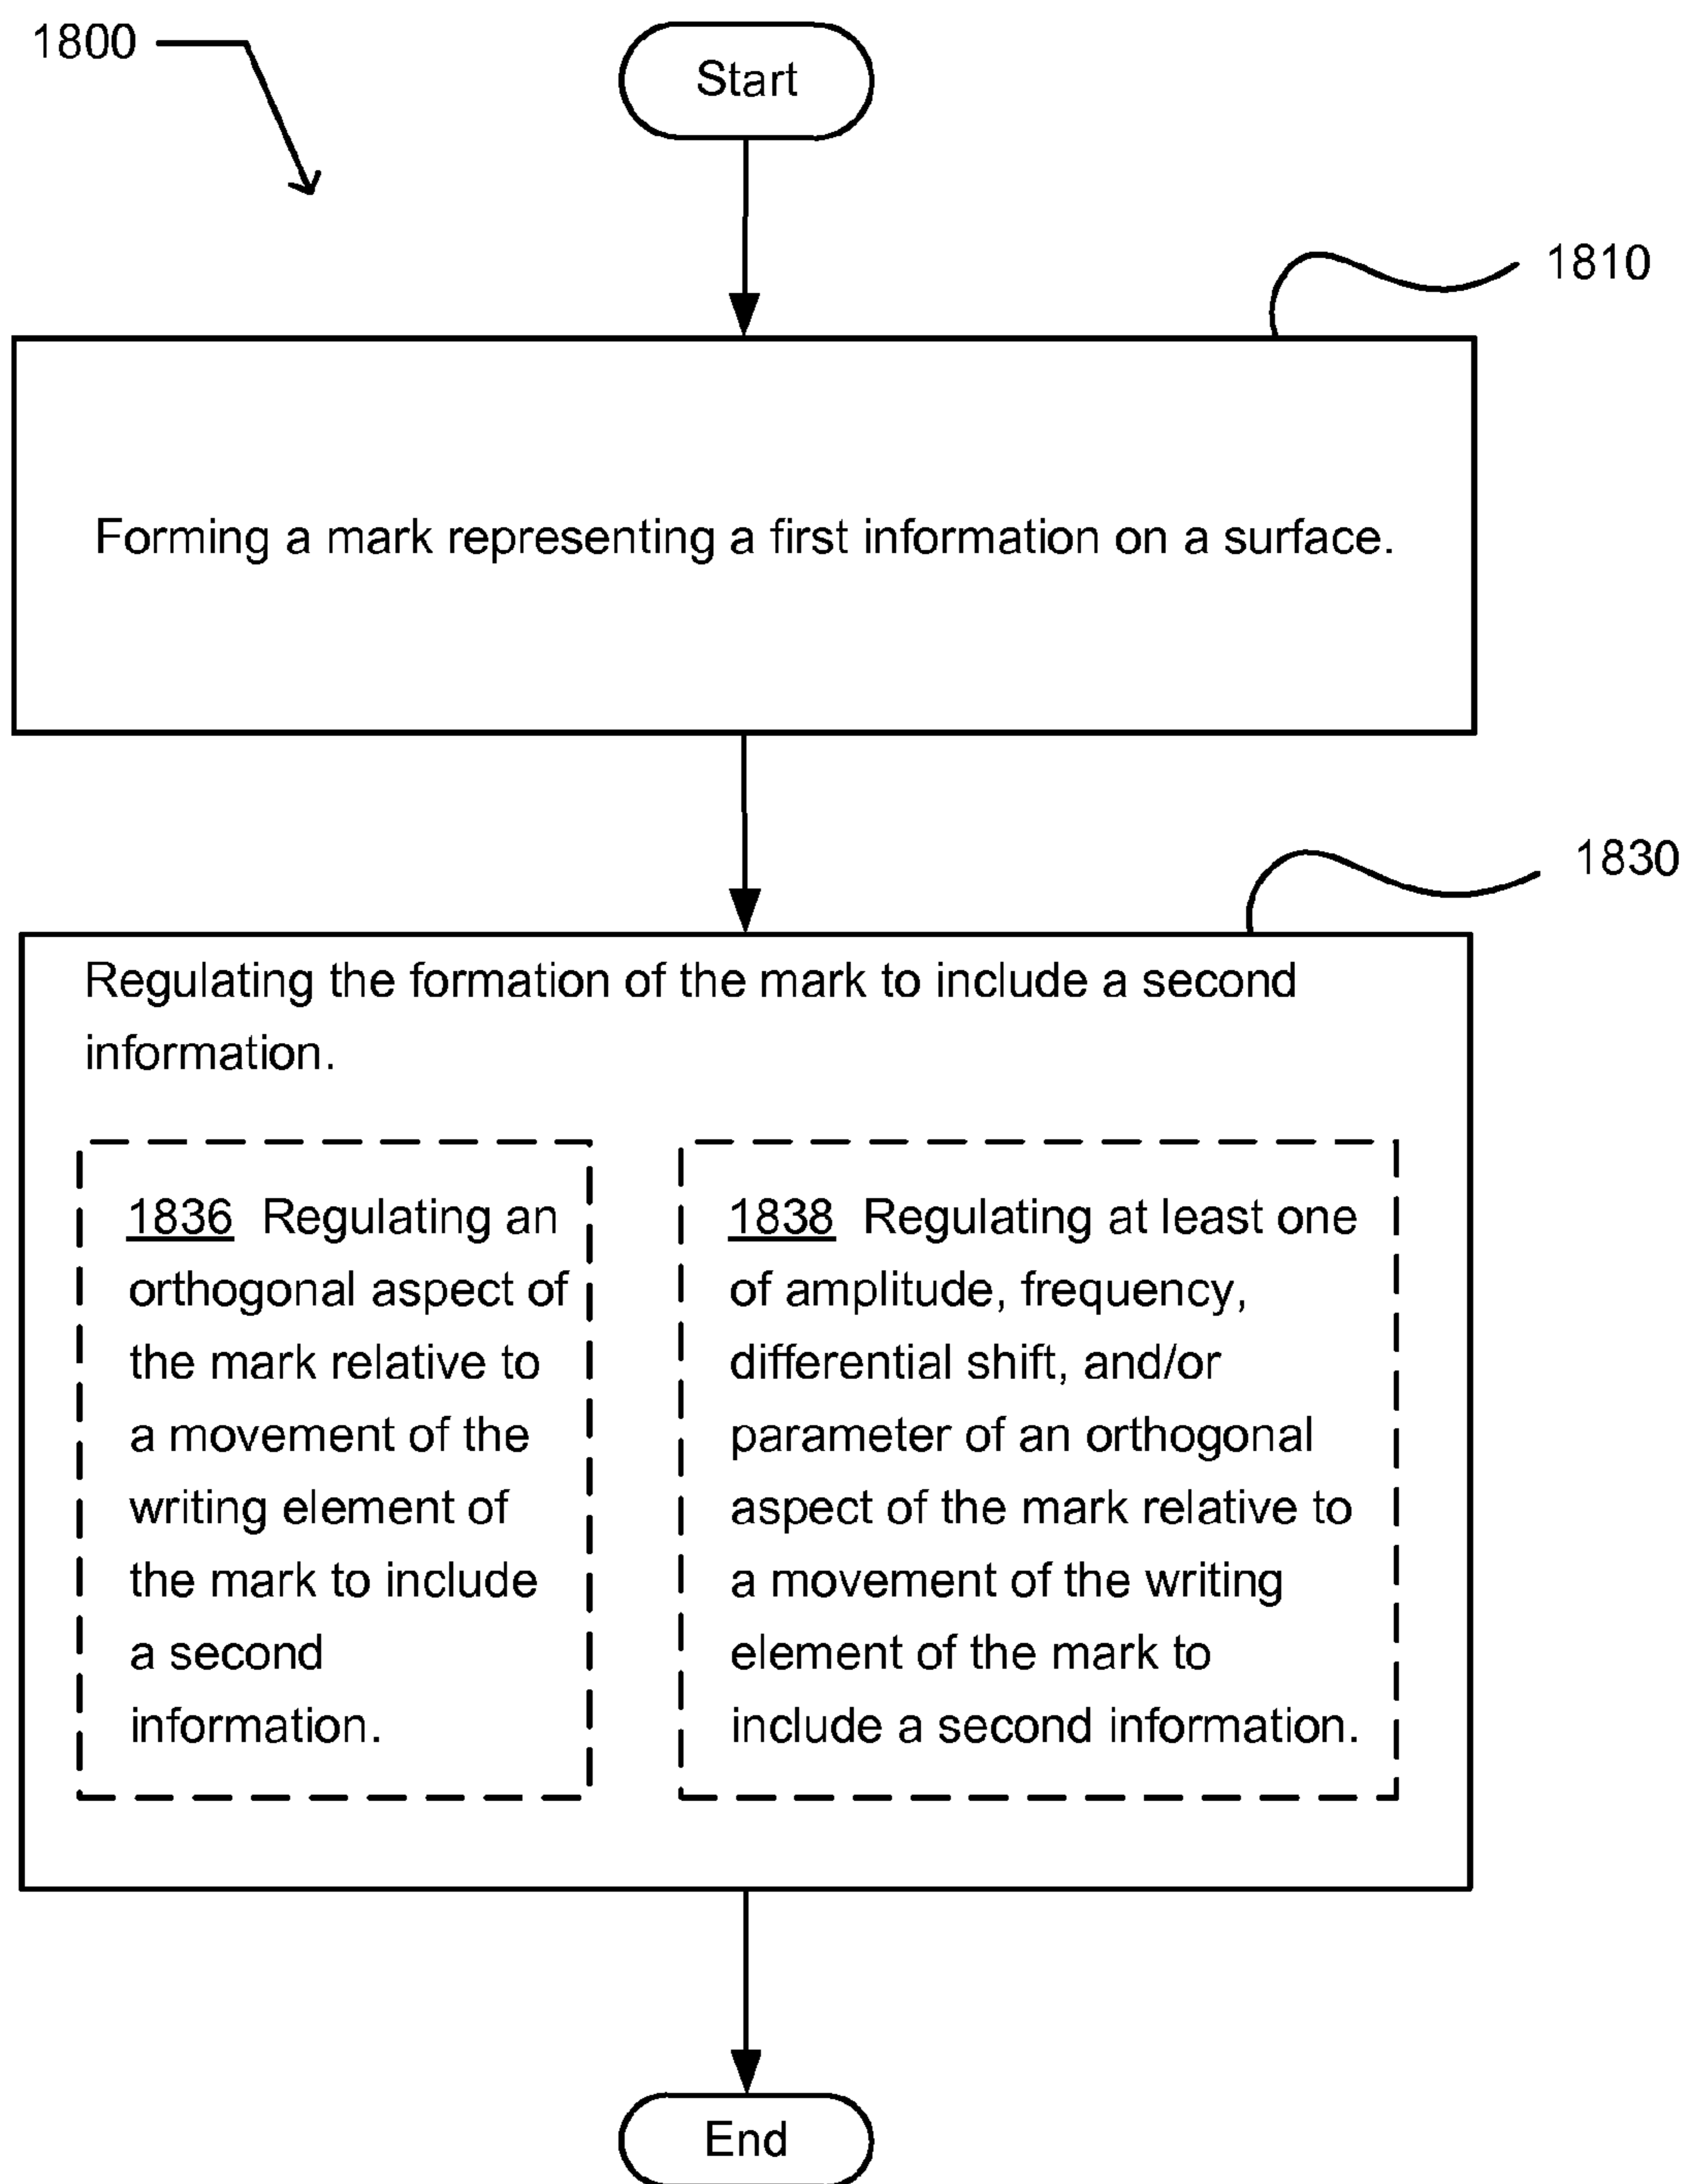 1800
Start
1810
Forming a mark representing a first information on a surface.
1830
Regulating the formation of the mark to include a second
information.
1836 Regulating an
orthogonal aspect of
the mark relative to
a movement of the
writing element of
the mark to include
a second
information.
1838 Regulating at least one
of amplitude, frequency,
differential shift, and/or
parameter of an orthogonal
aspect of the mark relative to
a movement of the writing
element of the mark to
include a second information.
End